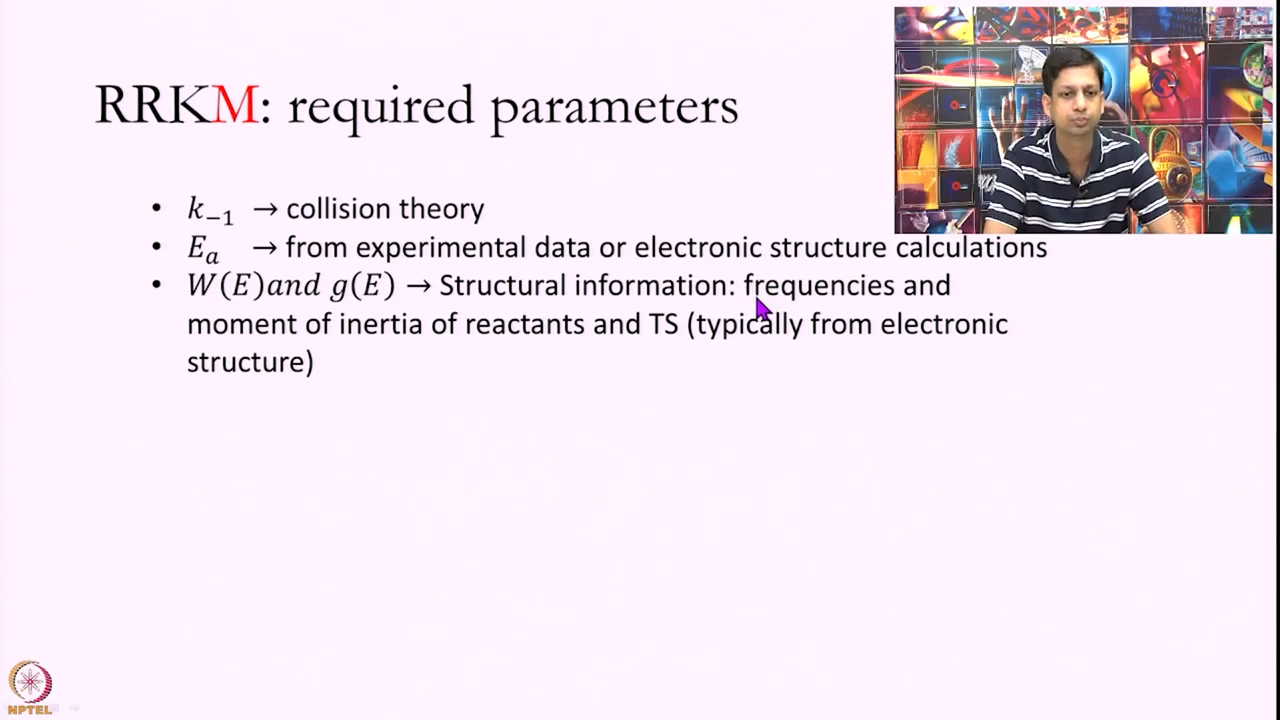 RRKM: required parameters
• k₋₁ → collision theory
• Eₐ → from experimental data or electronic structure calculations
• W(E)and g(E) → Structural information: frequencies and
moment of inertia of reactants and TS (typically from electronic
structure)
NPTEL